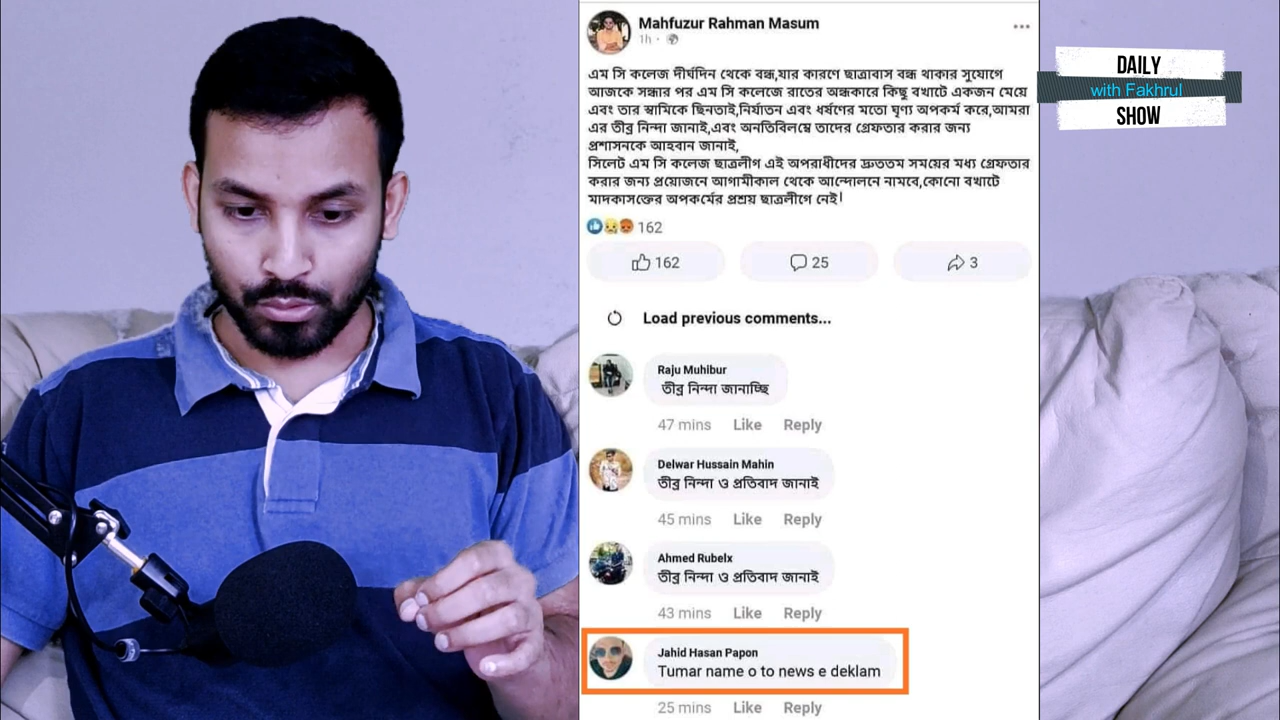 Mahfuzur Rahman Masum
1h
এম সি কলেজ দীর্ঘদিন থেকে বন্ধ,যার কারণে ছাত্রাবাস বন্ধ থাকার সুযোগে
আজকে সন্ধার পর এম সি কলেজে রাতের অন্ধকারে কিছু বখাটে একজন মেয়ে
এবং তার স্বামিকে ছিনতাই,নির্যাতন এবং ধর্ষণের মতো ঘৃণ্য অপকর্ম করে,আমরা
এর তীব্র নিন্দা জানাই,এবং অনতিবিলম্বে তাদের গ্রেফতার করার জন্য
প্রশাসনকে আহবান জানাই,
সিলেট এম সি কলেজ ছাত্রলীগ এই অপরাধীদের দ্রুততম সময়ের মধ্য গ্রেফতার
করার জন্য প্রয়োজনে আগামীকাল থেকে আন্দোলনে নামবে,কোনো বখাটে
মাদকাসক্তের অপকর্মের প্রশ্রয় ছাত্রলীগে নেই।
162
162 25 3
Load previous comments...
Raju Muhibur
তীব্র নিন্দা জানাচ্ছি
47 mins Like Reply
Delwar Hussain Mahin
তীব্র নিন্দা ও প্রতিবাদ জানাই
45 mins Like Reply
Ahmed Rubelx
তীব্র নিন্দা ও প্রতিবাদ জানাই
43 mins Like Reply
Jahid Hasan Papon
Tumar name o to news e deklam
25 mins Like Reply
DAILY
with Fakhrul
SHOW